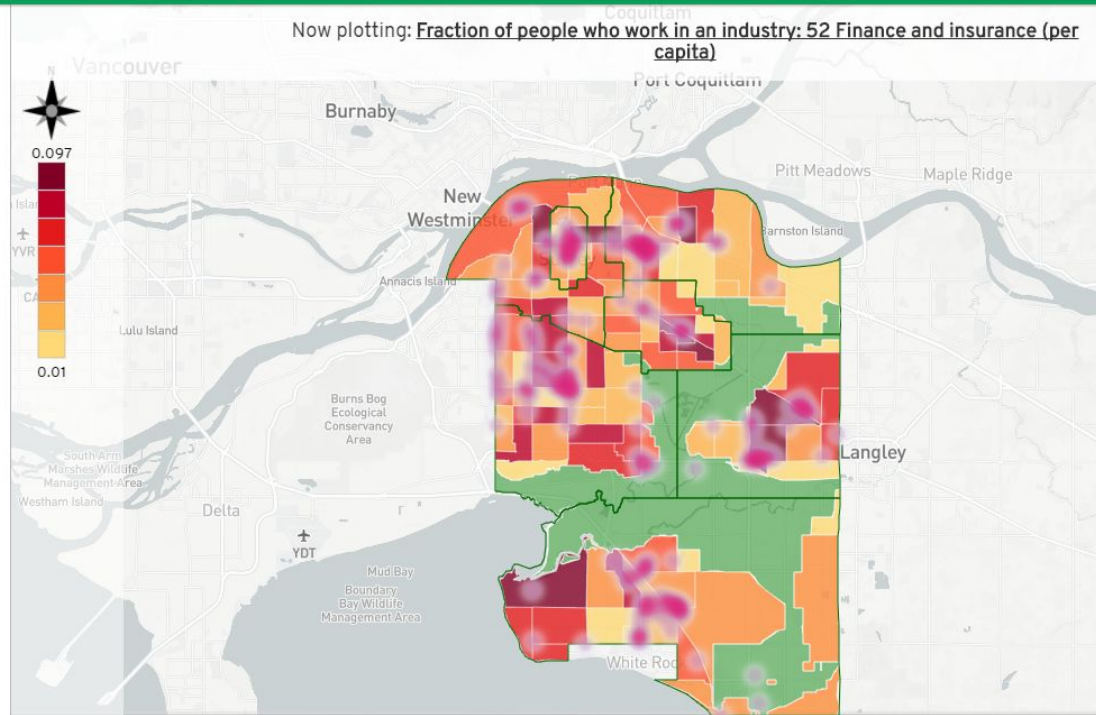 Coquitlam
Now plotting: Fraction of people who work in an industry: 52 Finance and insurance (per
capita)
Vancouver
N
Port Coquitlam
Burnaby
0.097
Pitt Meadows
Maple Ridge
New
Westminster
Barnston Island
YVR
Annacis Island
Lulu Island
0.01
Burns Bog
Ecological
Conservancy
Area
Langley
South Arm
Marshes Wildlife
Management Area
Westham Island
Delta
YDT
Mud Bay
Boundary
Bay Wildlife
Management Area
White Roc